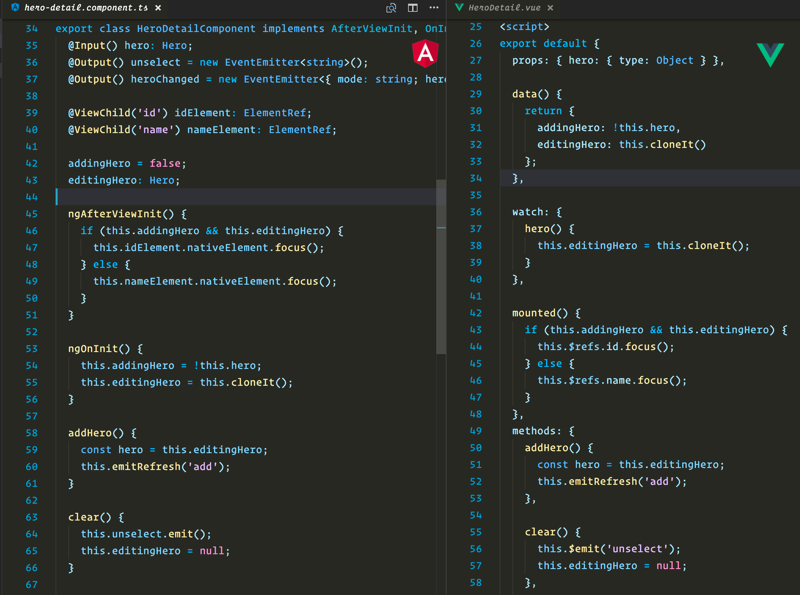 hero-detail.component.ts ×
34 export class HeroDetailComponent implements AfterViewInit, OnIn
35 @Input() hero: Hero;
36 @Output() unselect = new EventEmitter<string>();
37 @Output() heroChanged = new EventEmitter<{ mode: string; hero
38
39 @ViewChild('id') idElement: ElementRef;
40 @ViewChild('name') nameElement: ElementRef;
41
42 addingHero = false;
43 editingHero: Hero;
44
45 ngAfterViewInit() {
46 if (this.addingHero && this.editingHero) {
47 this.idElement.nativeElement.focus();
48 } else {
49 this.nameElement.nativeElement.focus();
50 }
51 }
52
53 ngOnInit() {
54 this.addingHero = !this.hero;
55 this.editingHero = this.cloneIt();
56 }
57
58 addHero() {
59 const hero = this.editingHero;
60 this.emitRefresh('add');
61 }
62
63 clear() {
64 this.unselect.emit();
65 this.editingHero = null;
66 }
67
A
HeroDetail.vue ×
25 <script>
26 export default {
27 props: { hero: { type: Object } },
28
29 data() {
30 return {
31 addingHero: !this.hero,
32 editingHero: this.cloneIt()
33 };
34 },
35
36 watch: {
37 hero() {
38 this.editingHero = this.cloneIt();
39 }
40 },
41
42 mounted() {
43 if (this.addingHero && this.editingHero) {
44 this.$refs.id.focus();
45 } else {
46 this.$refs.name.focus();
47 }
48 },
49 methods: {
50 addHero() {
51 const hero = this.editingHero;
52 this.emitRefresh('add');
53 },
54
55 clear() {
56 this.$emit('unselect');
57 this.editingHero = null;
58 },